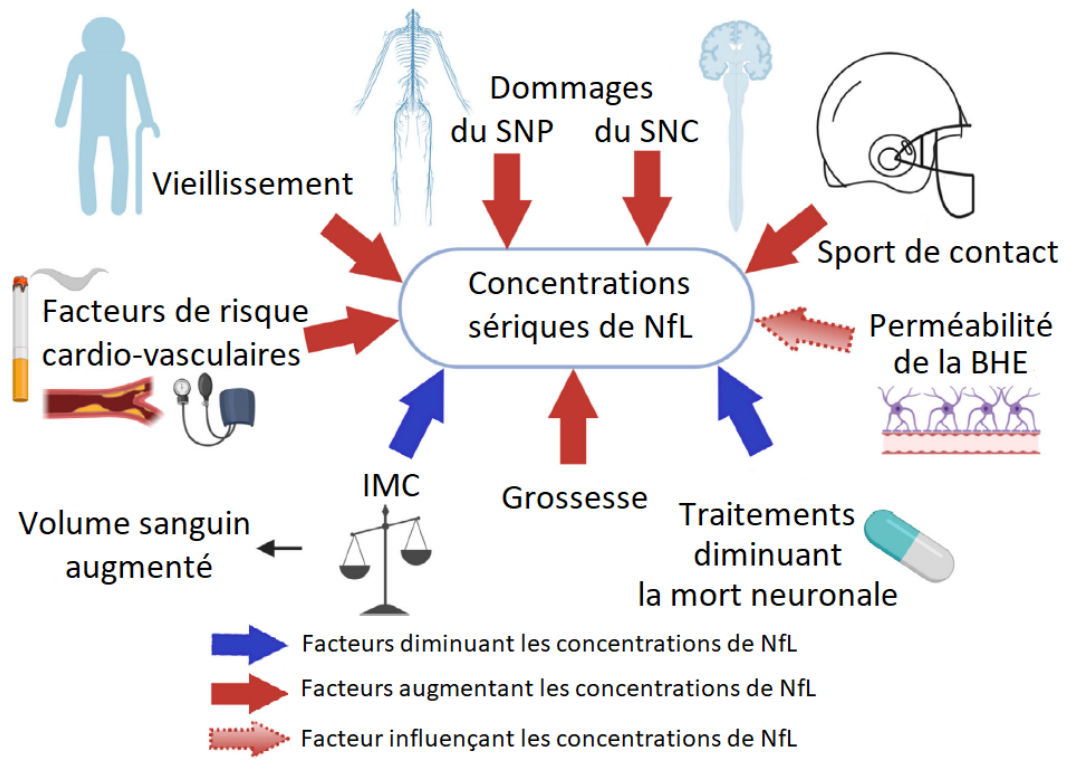 Dommages
du SNP
du SNC
Vieillissement
Sport de contact
Concentrations
sériques de NfL
Facteurs de risque
cardio-vasculaires
Perméabilité
de la BHE
IMC
Grossesse
Volume sanguin
augmenté
Traitements
diminuant
la mort neuronale
Facteurs diminuant les concentrations de NfL
Facteurs augmentant les concentrations de NfL
Facteur influençant les concentrations de NfL